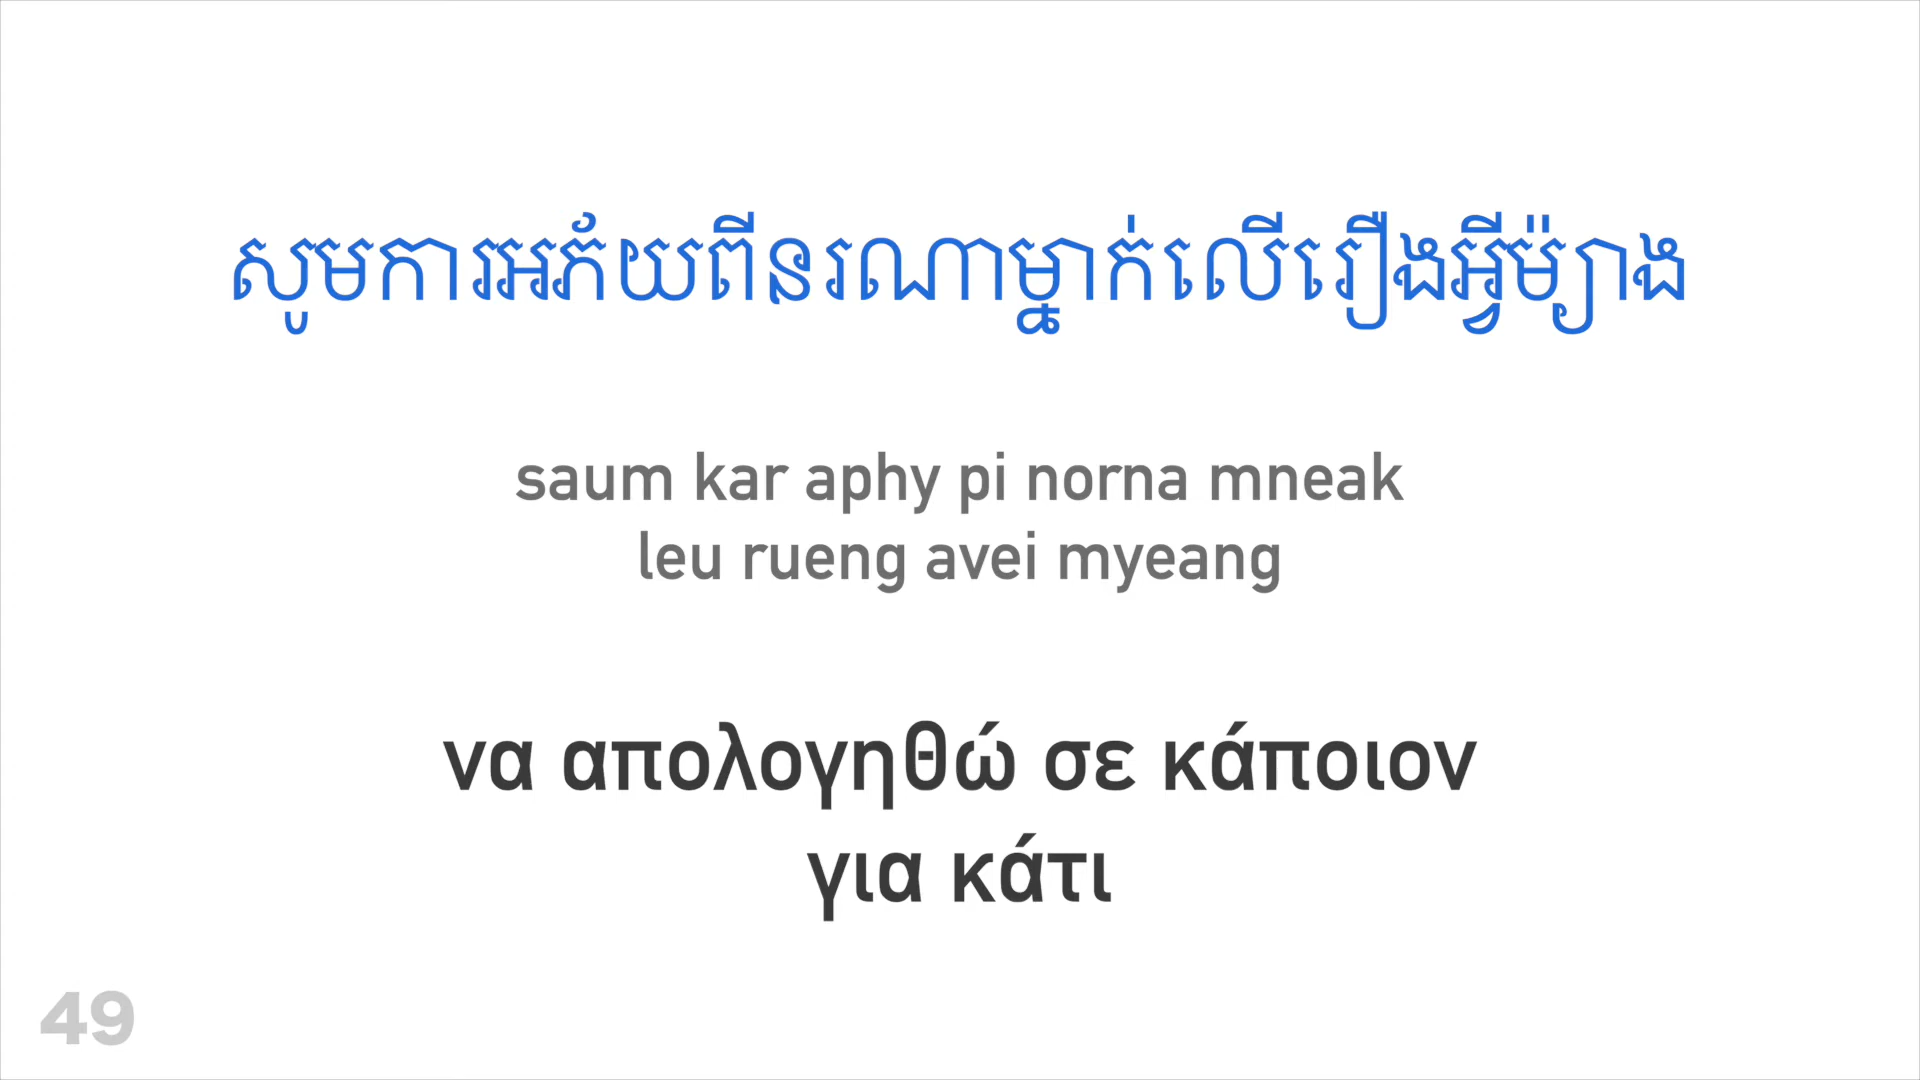 សូមការអភ័យពីនរណាម្នាក់លើរឿងអ្វីម៉្យាង
saum kar aphy pi norna mneak
leu rueng avei myeang
να απολογηθώ σε κάποιον
για κάτι
49